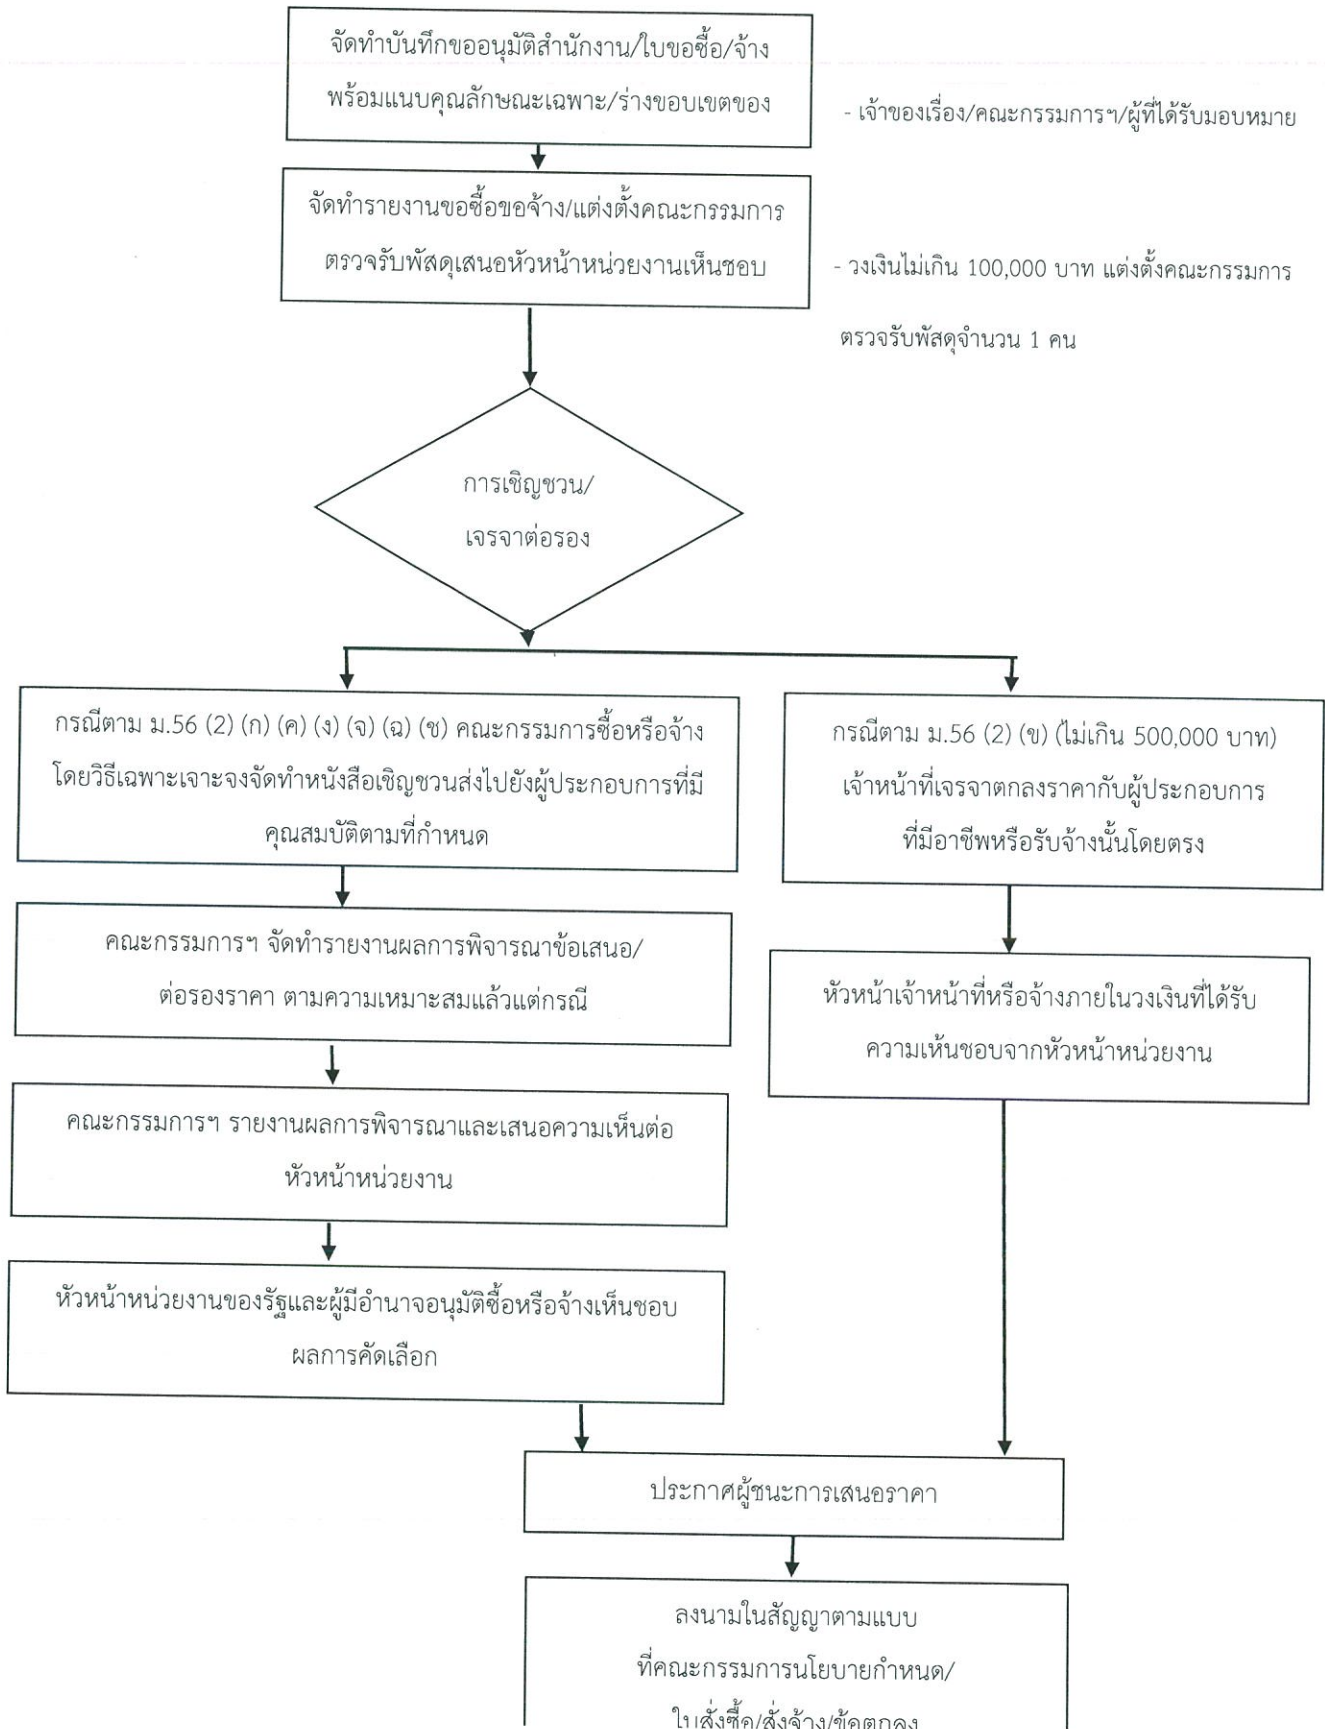 จัดทำบันทึกขออนุมัติสำนักงาน/ใบขอซื้อ/จ้าง
พร้อมแนบคุณลักษณะเฉพาะ/ร่างขอบเขตของ
- เจ้าของเรื่อง/คณะกรรมการฯ/ผู้ที่ได้รับมอบหมาย
จัดทำรายงานขอซื้อขอจ้าง/แต่งตั้งคณะกรรมการ
ตรวจรับพัสดุเสนอหัวหน้าหน่วยงานเห็นชอบ
- วงเงินไม่เกิน 100,000 บาท แต่งตั้งคณะกรรมการ
ตรวจรับพัสดุจำนวน 1 คน
การเชิญชวน/
เจรจาต่อรอง
กรณีตาม ม.56 (2) (ก) (ค) (ง) (จ) (ฉ) (ช) คณะกรรมการซื้อหรือจ้าง
โดยวิธีเฉพาะเจาะจงจัดทำหนังสือเชิญชวนส่งไปยังผู้ประกอบการที่มี
คุณสมบัติตามที่กำหนด
กรณีตาม ม.56 (2) (ข) (ไม่เกิน 500,000 บาท)
เจ้าหน้าที่เจรจาตกลงราคากับผู้ประกอบการ
ที่มีอาชีพหรือรับจ้างนั้นโดยตรง
คณะกรรมการฯ จัดทำรายงานผลการพิจารณาข้อเสนอ/
ต่อรองราคา ตามความเหมาะสมแล้วแต่กรณี
หัวหน้าเจ้าหน้าที่หรือจ้างภายในวงเงินที่ได้รับ
ความเห็นชอบจากหัวหน้าหน่วยงาน
คณะกรรมการฯ รายงานผลการพิจารณาและเสนอความเห็นต่อ
หัวหน้าหน่วยงาน
หัวหน้าหน่วยงานของรัฐและผู้มีอำนาจอนุมัติซื้อหรือจ้างเห็นชอบ
ผลการคัดเลือก
ประกาศผู้ชนะการเสนอราคา
ลงนามในสัญญาตามแบบ
ที่คณะกรรมการนโยบายกำหนด/
ใบสั่งซื้อ/สั่งจ้าง/ข้อตกลง